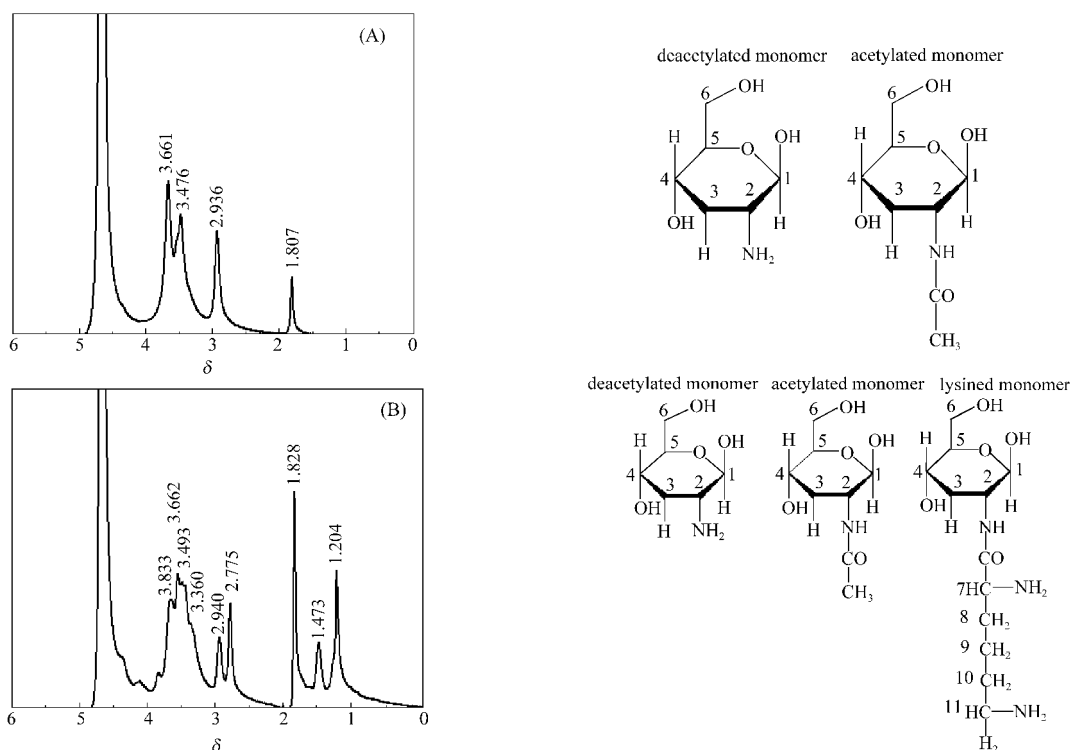 (A)
3.661
3.476
2.936
1.807
6 5 4 3 2 1 0
δ
deacetylated monomer acetylated monomer
6 OH
H 5 O OH
4 1
3 2
OH H
H NH₂
6 OH
H 5 O OH
4 1
3 2
OH H
H NH
CO
CH₃
(B)
3.833
3.662
3.493
3.360
2.940
2.775
1.828
1.473
1.204
6 5 4 3 2 1 0
δ
deacetylated monomer acetylated monomer lysined monomer
6 OH
H 5 O OH
4 1
3 2
OH H
H NH₂
6 OH
H 5 O OH
4 1
3 2
OH H
H NH
CO
CH₃
6 OH
H 5 O OH
4 1
3 2
OH H
H NH
CO
7HC—NH₂
8 CH₂
9 CH₂
10 CH₂
11 HC—NH₂
H₂